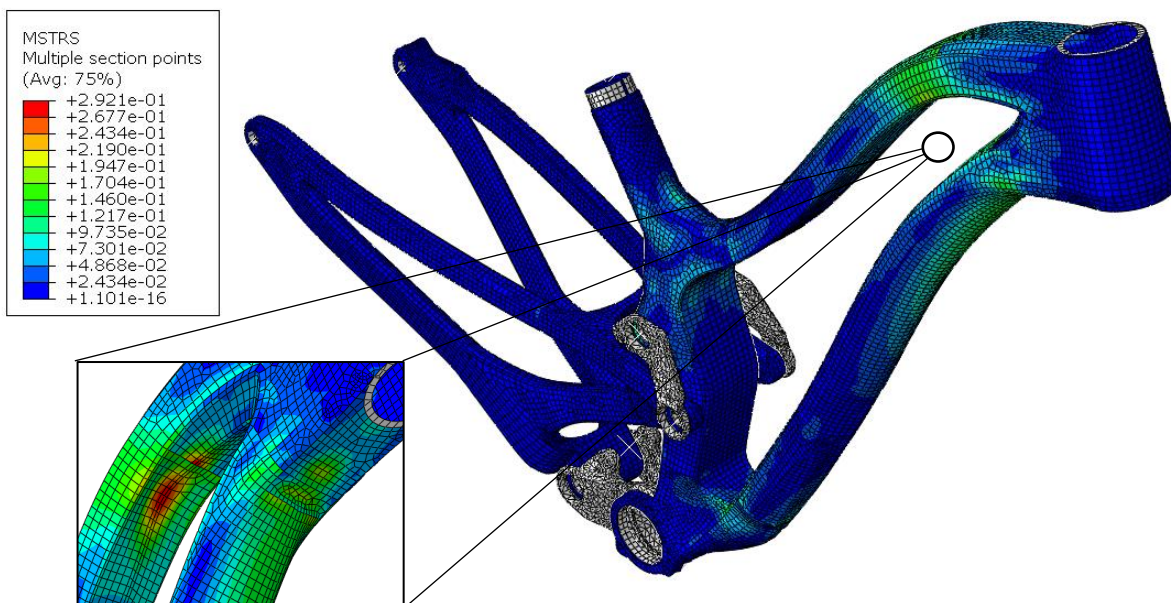 MSTRS
Multiple section points
(Avg: 75%)
+2.921e-01
+2.677e-01
+2.434e-01
+2.190e-01
+1.947e-01
+1.704e-01
+1.460e-01
+1.217e-01
+9.735e-02
+7.301e-02
+4.868e-02
+2.434e-02
+1.101e-16